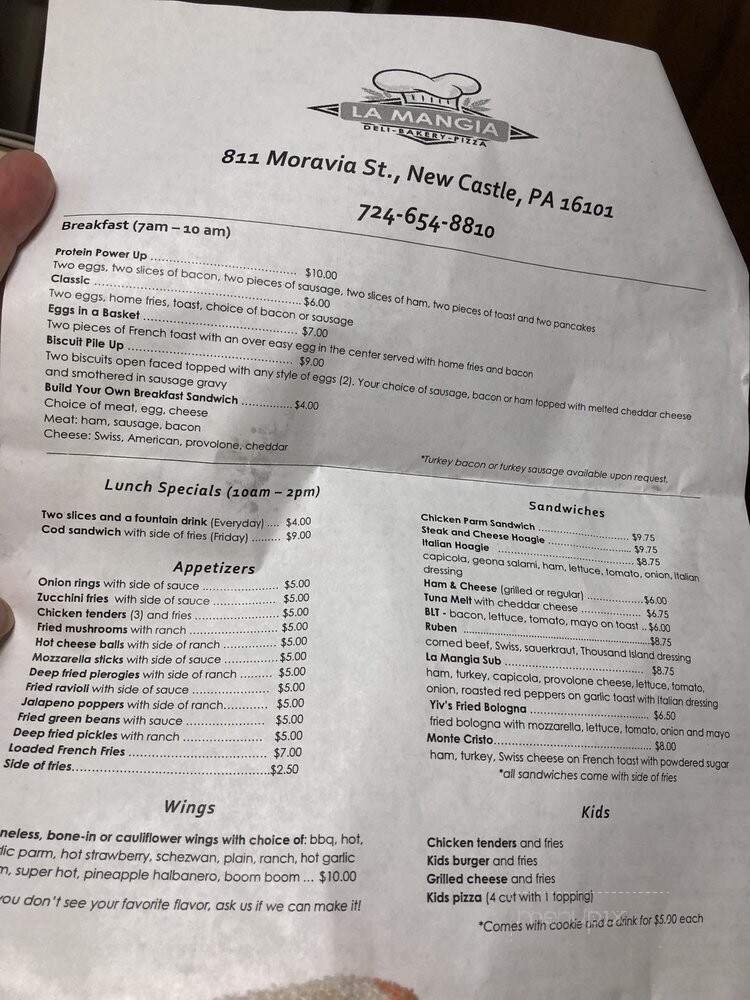 LA MANGIA
DELI-BAKERY-PIZZA
811 Moravia St., New Castle, PA 16101
724-654-8810
Breakfast (7am – 10 am)
Protein Power Up ........................................ $10.00
Two eggs, two slices of bacon, two pieces of sausage, two slices of ham, two pieces of toast and two pancakes
Classic ........................................................ $6.00
Two eggs, home fries, toast, choice of bacon or sausage
Eggs in a Basket .......................................... $7.00
Two pieces of French toast with an over easy egg in the center served with home fries and bacon
Biscuit Pile Up ............................................. $9.00
Two biscuits open faced topped with any style of eggs (2). Your choice of sausage, bacon or ham topped with melted cheddar cheese
and smothered in sausage gravy
Build Your Own Breakfast Sandwich .............. $4.00
Choice of meat, egg, cheese
Meat: ham, sausage, bacon
Cheese: Swiss, American, provolone, cheddar
*Turkey bacon or turkey sausage available upon request.
Lunch Specials (10am – 2pm)
Two slices and a fountain drink (Everday) .... $4.00
Cod sandwich with side of fries (Friday) ......... $9.00
Appetizers
Onion rings with side of sauce ...................... $5.00
Zucchini fries with side of sauce .................. $5.00
Chicken tenders (3) and fries ...................... $5.00
Fried mushrooms with ranch ....................... $5.00
Hot cheese balls with side of ranch .............. $5.00
Mozzarella sticks with side of sauce ............. $5.00
Deep fried pierogies with side of ranch ......... $5.00
Fried ravioli with side of sauce .................... $5.00
Jalapeno poppers with side of ranch............ $5.00
Fried green beans with sauce ..................... $5.00
Deep fried pickles with ranch ..................... $5.00
Loaded French Fries .................................. $7.00
Side of fries..................................................$2.50
Wings
neless, bone-in or cauliflower wings with choice of: bbq, hot,
lic parm, hot strawberry, schezwan, plain, ranch, hot garlic
m, super hot, pineapple halbanero, boom boom ... $10.00
you don't see your favorite flavor, ask us if we can make it!
Sandwiches
Chicken Parm Sandwich ............................ $9.75
Steak and Cheese Hoagie .......................... $9.75
Italian Hoagie .......................................... $8.75
capicola, geona salami, ham, lettuce, tomato, onion, Italian
dressing
Ham & Cheese (grilled or regular) .................$6.00
Tuna Melt with cheddar cheese ................... $6.75
BLT - bacon, lettuce, tomato, mayo on toast .. $6.00
Ruben ........................................................$8.75
corned beef, Swiss, sauerkraut, Thousand Island dressing
La Mangia Sub .......................................... $8.75
ham, turkey, capicola, provolone cheese, lettuce, tomato,
onion, roasted red peppers on garlic toast with Italian dressing
Yiv's Fried Bologna .................................... $6.50
fried bologna with mozzarella, lettuce, tomato, onion and mayo
Monte Cristo.............................................. $8.00
ham, turkey, Swiss cheese on French toast with powdered sugar
*all sandwiches come with side of fries
Kids
Chicken tenders and fries
Kids burger and fries
Grilled cheese and fries
Kids pizza (4 cut with 1 topping)
*Comes with cookie and a drink for $5.00 each